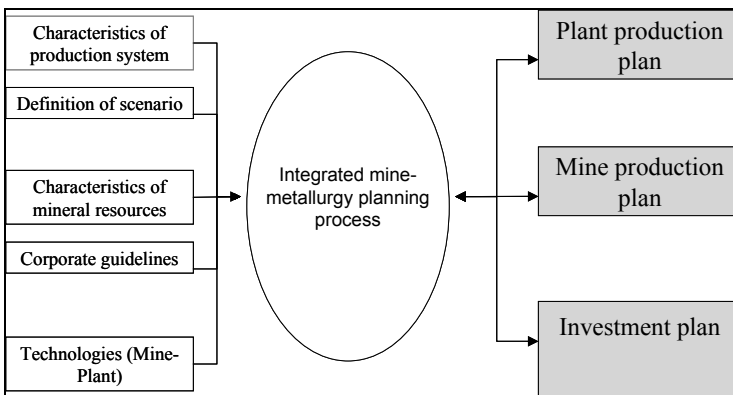 Characteristics of
production system
Definition of scenario
Characteristics of
mineral resources
Corporate guidelines
Technologies (Mine-
Plant)
Integrated mine-
metallurgy planning
process
Plant production
plan
Mine production
plan
Investment plan